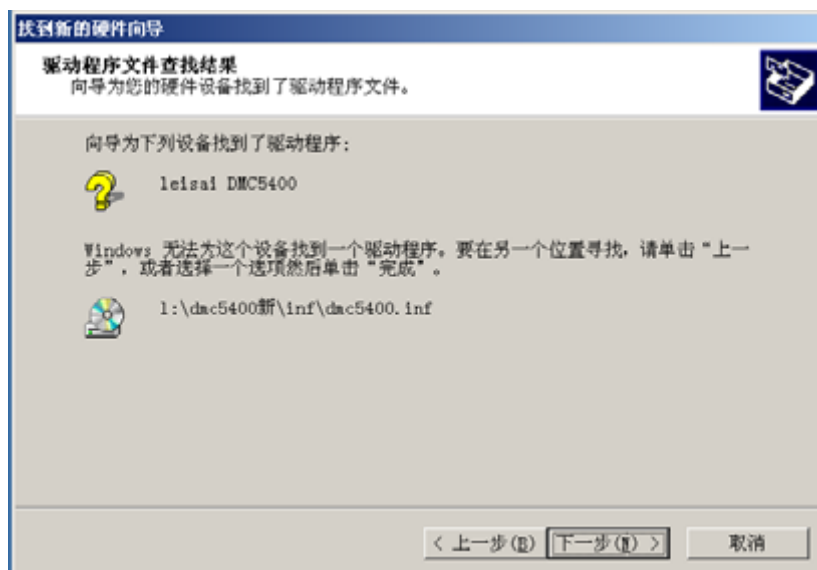 找到新的硬件向导
驱动程序文件查找结果
向导为您的硬件设备找到了驱动程序文件。
向导为下列设备找到了驱动程序:
leisai DMC5400
Windows 无法为这个设备找到一个驱动程序。要在另一个位置寻找，请单击“上一
步”，或者选择一个选项然后单击“完成”。
l:\dmc5400新\inf\dmc5400.inf
< 上一步(B) 下一步(N) > 取消